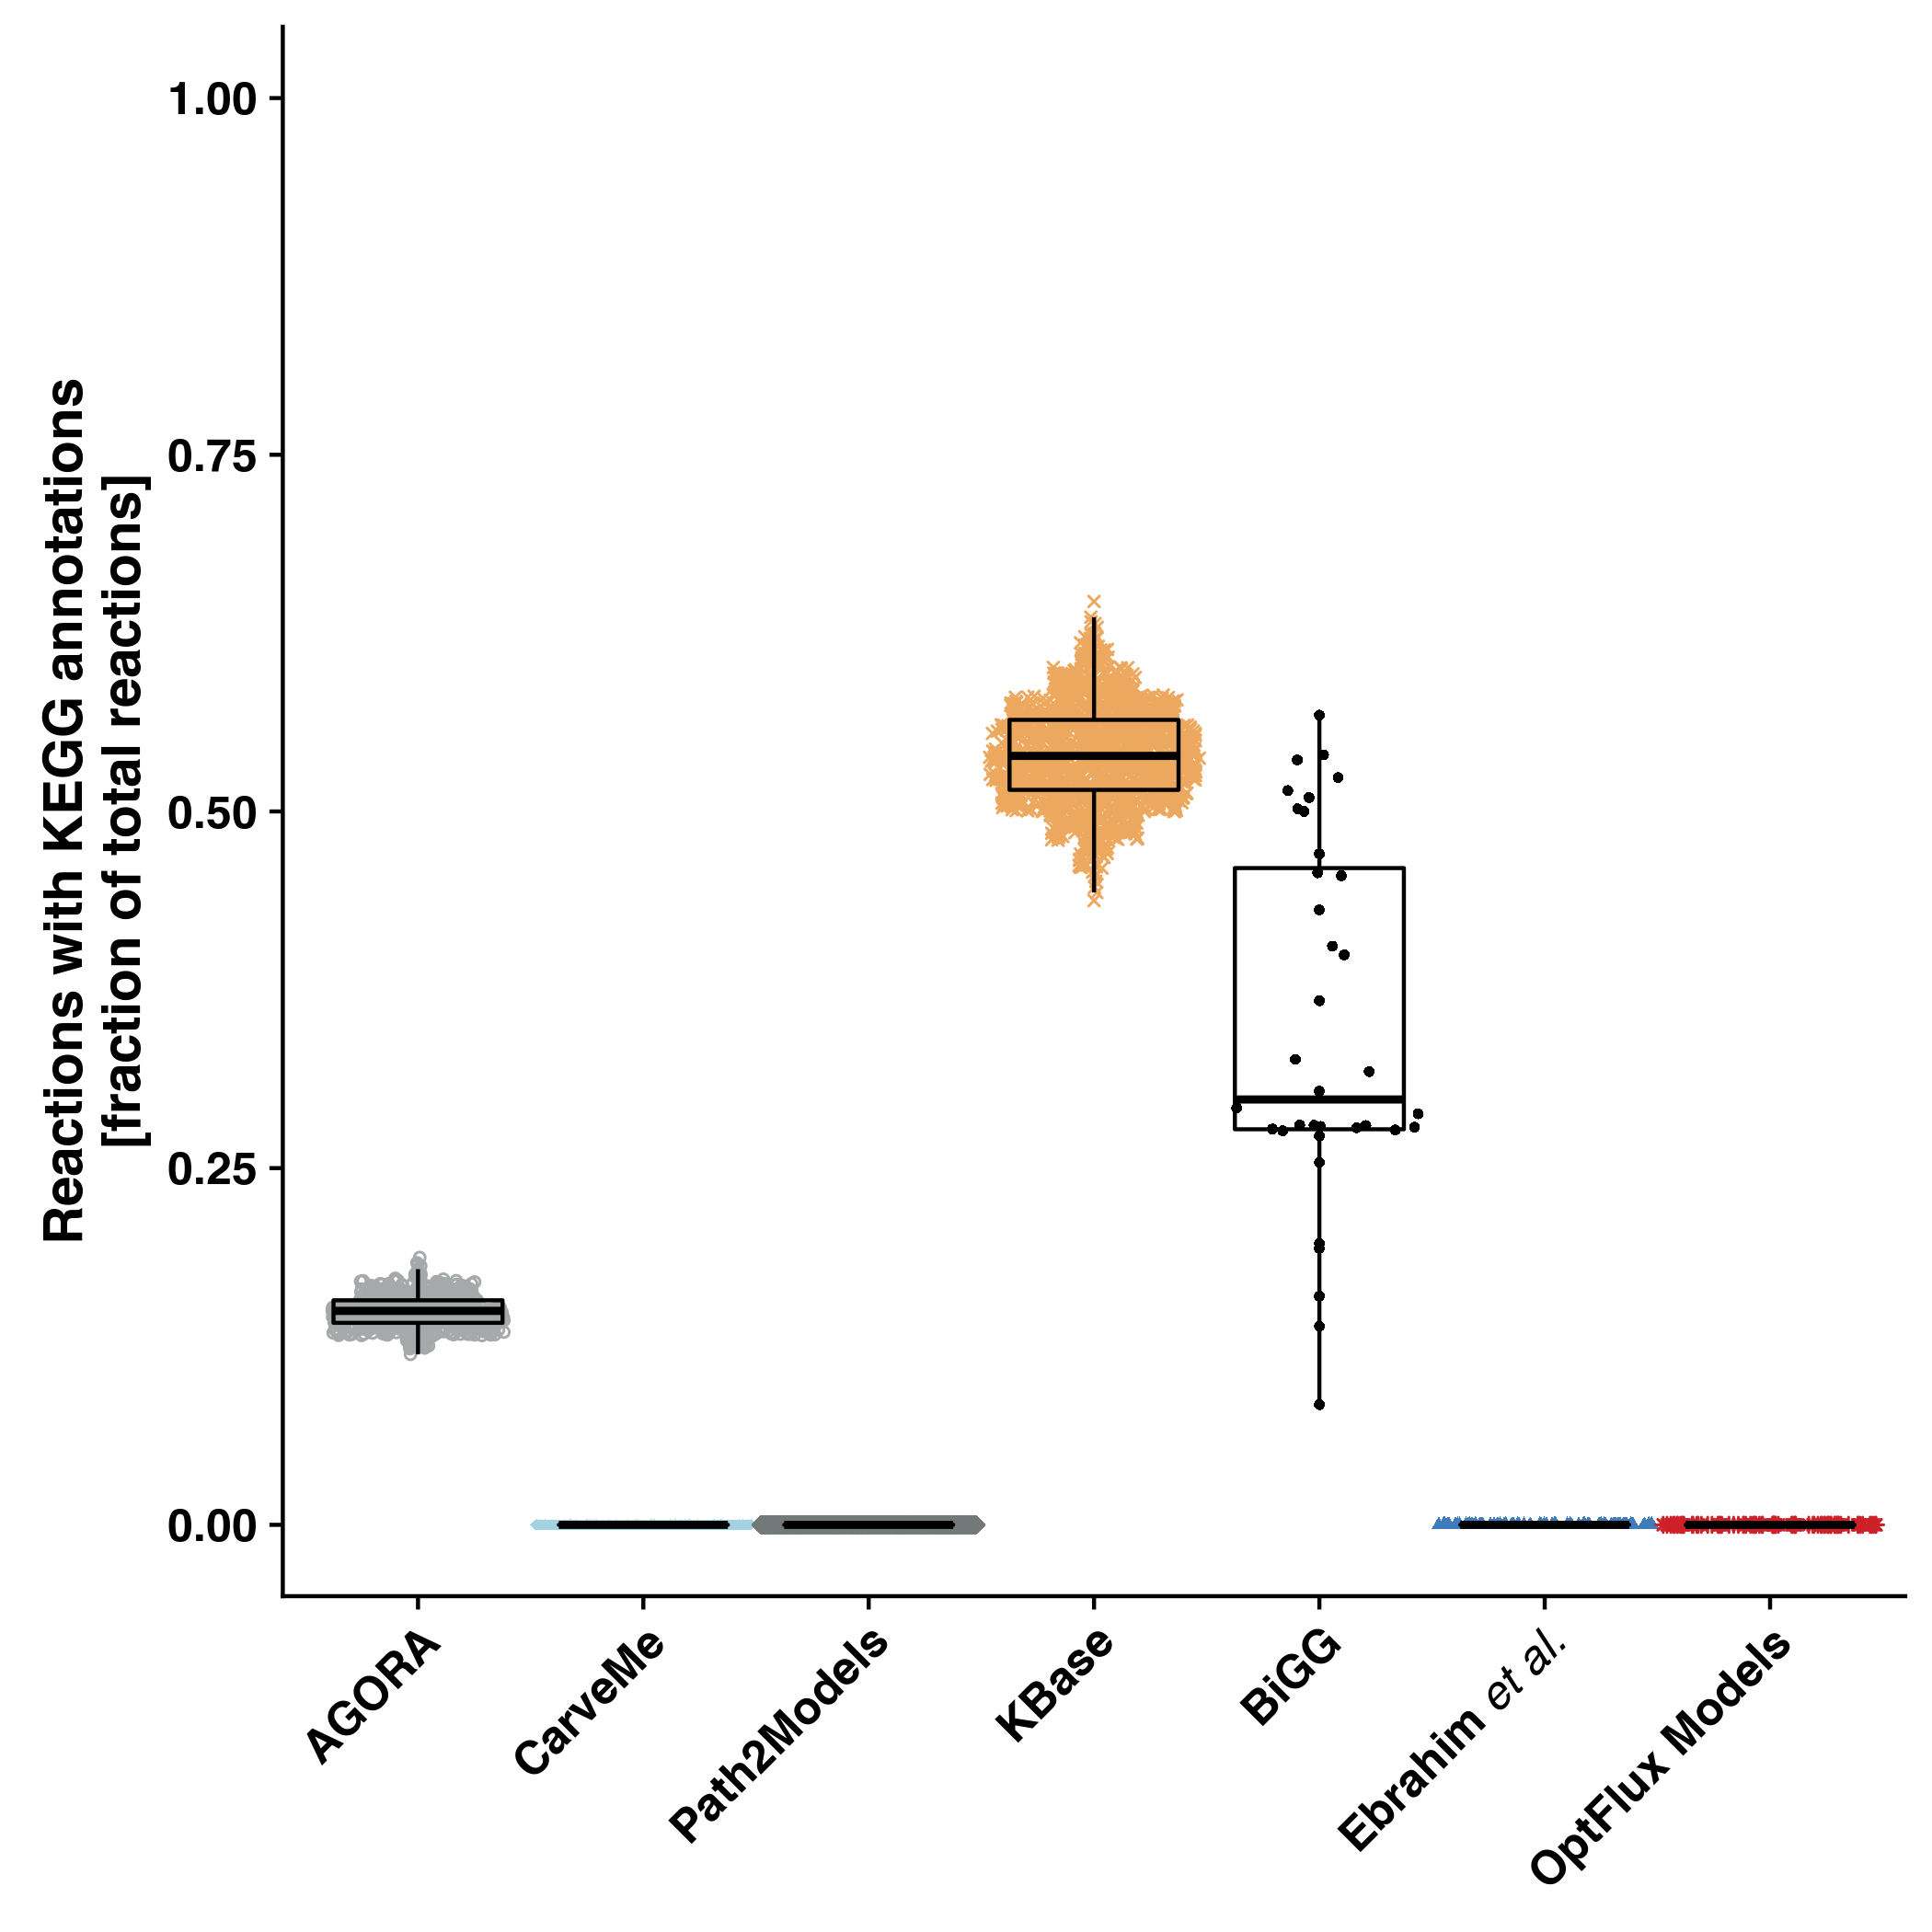 Reactions with KEGG annotations
[fraction of total reactions]
1.00
0.75
0.50
0.25
0.00
AGORA
CarveMe
Path2Models
KBase
BiGG
Ebrahim et al.
OptFlux Models